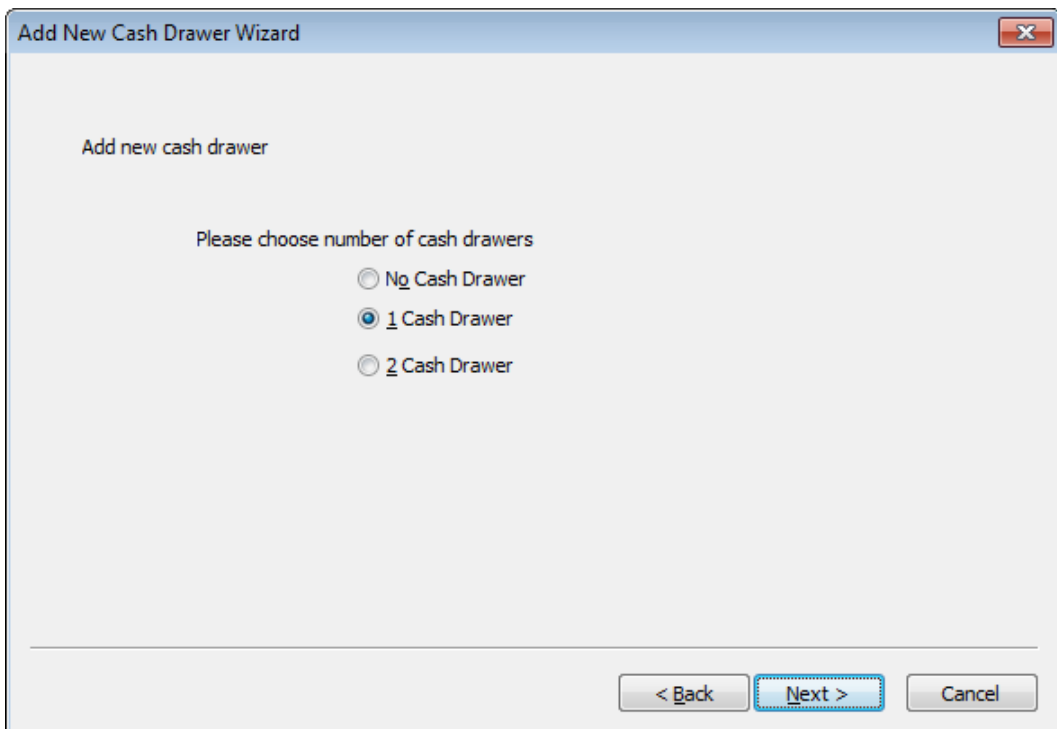 Add New Cash Drawer Wizard
Add new cash drawer
Please choose number of cash drawers
No Cash Drawer
1 Cash Drawer
2 Cash Drawer
< Back Next > Cancel